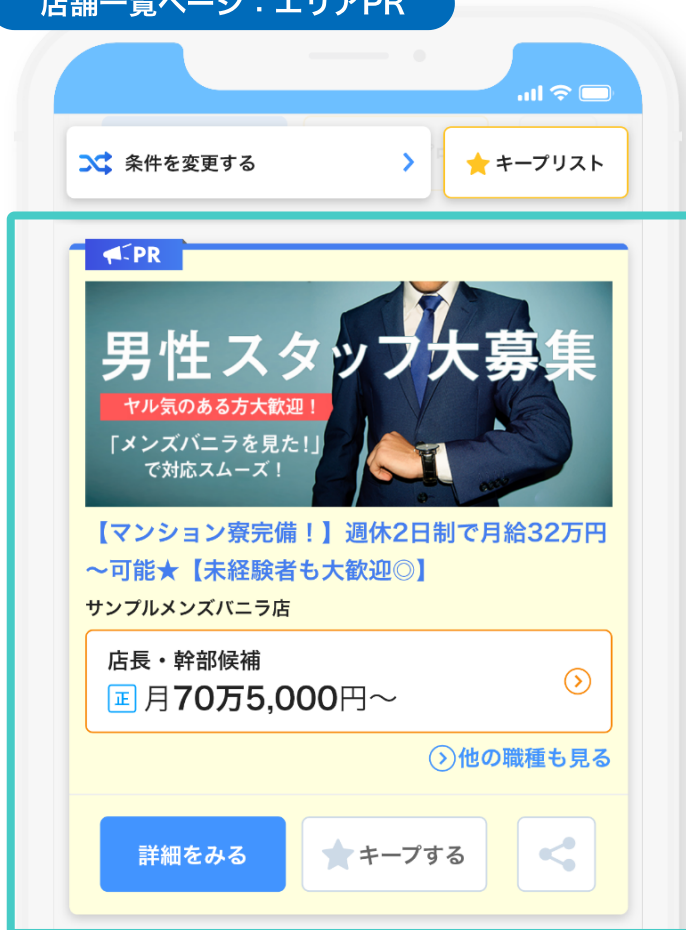 店舗一覧ページ：エリアPR
条件を変更する
キープリスト
PR
男性スタッフ大募集
ヤル気のある方大歓迎！
「メンズバニラを見た!」
で対応スムーズ！
【マンション寮完備！】週休2日制で月給32万円
～可能★【未経験者も大歓迎◎】
サンプルメンズバニラ店
店長・幹部候補
正 月70万5,000円～
他の職種も見る
詳細をみる
キープする